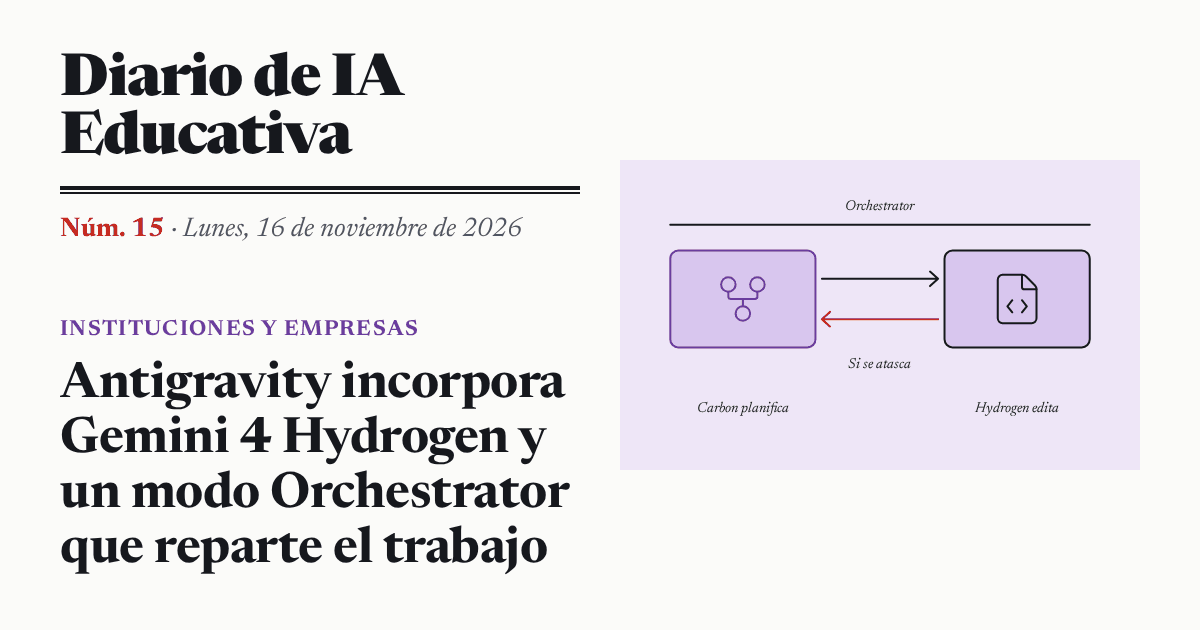 Diario de IA
Educativa
Núm. 15 · Lunes, 16 de noviembre de 2026
INSTITUCIONES Y EMPRESAS
Antigravity incorpora
Gemini 4 Hydrogen y
un modo Orchestrator
que reparte el trabajo
Orchestrator
Si se atasca
Carbon planifica
Hydrogen edita